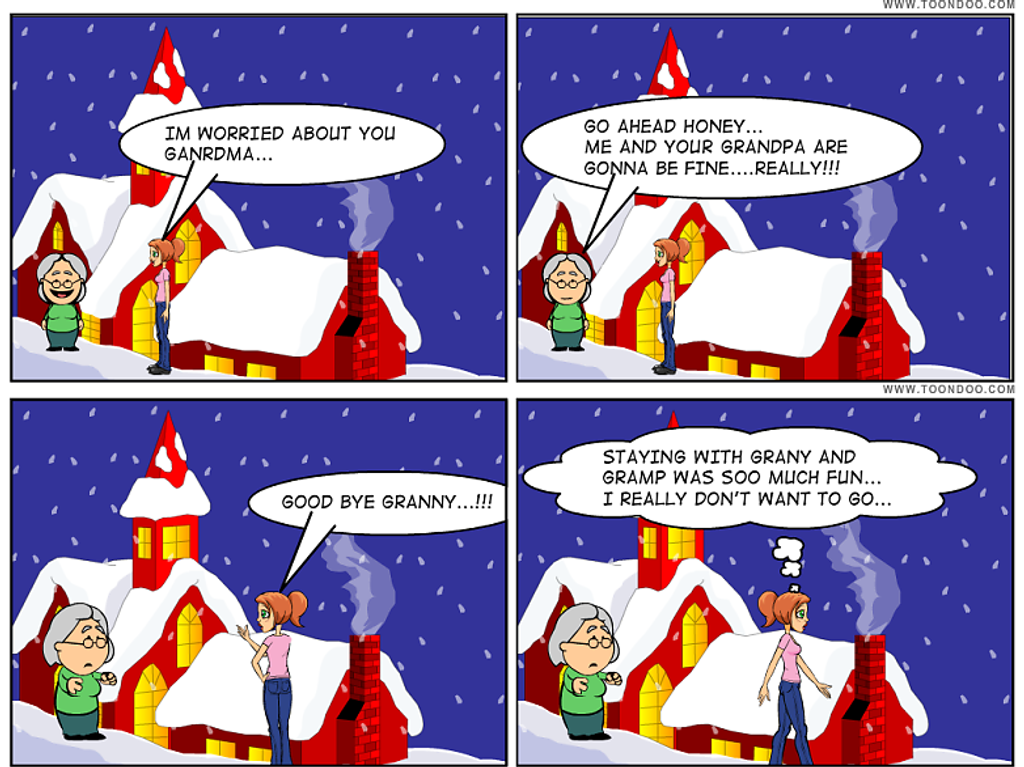 WWW.TOONDOO.COM
IM WORRIED ABOUT YOU
GANRDMA...
GO AHEAD HONEY...
ME AND YOUR GRANDPA ARE
GONNA BE FINE....REALLY!!!
WWW.TOONDOO.COM
GOOD BYE GRANNY...!!!
STAYING WITH GRANY AND
GRAMP WAS SOO MUCH FUN...
I REALLY DON'T WANT TO GO...